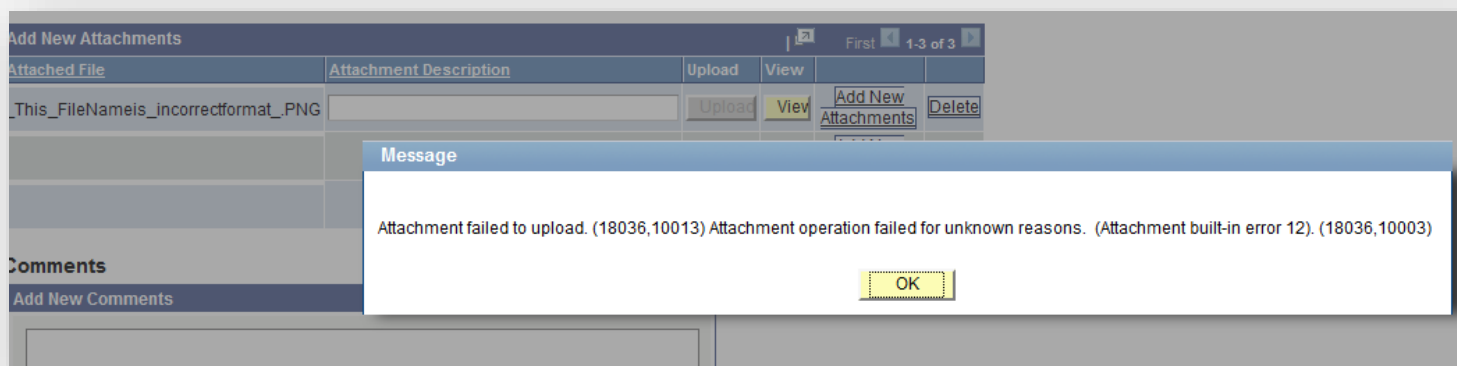 Add New Attachments First 1-3 of 3
Attached File Attachment Description Upload View
_This_FileNameis_incorrectformat_.PNG Upload View Add New Attachments Delete
Message
Attachment failed to upload. (18036,10013) Attachment operation failed for unknown reasons. (Attachment built-in error 12). (18036,10003)
OK
Comments
Add New Comments